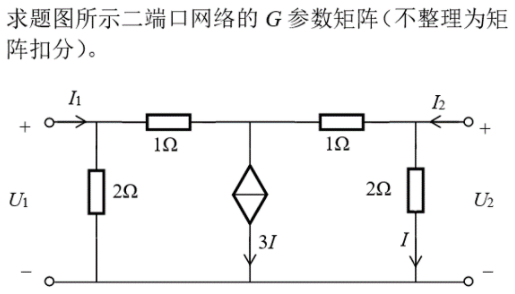 求题图所示二端口网络的 G 参数矩阵(不整理为矩
阵扣分)。
I1
I2
+
1Ω
1Ω
+
U1
2Ω
2Ω
U2
3I
I
−
−